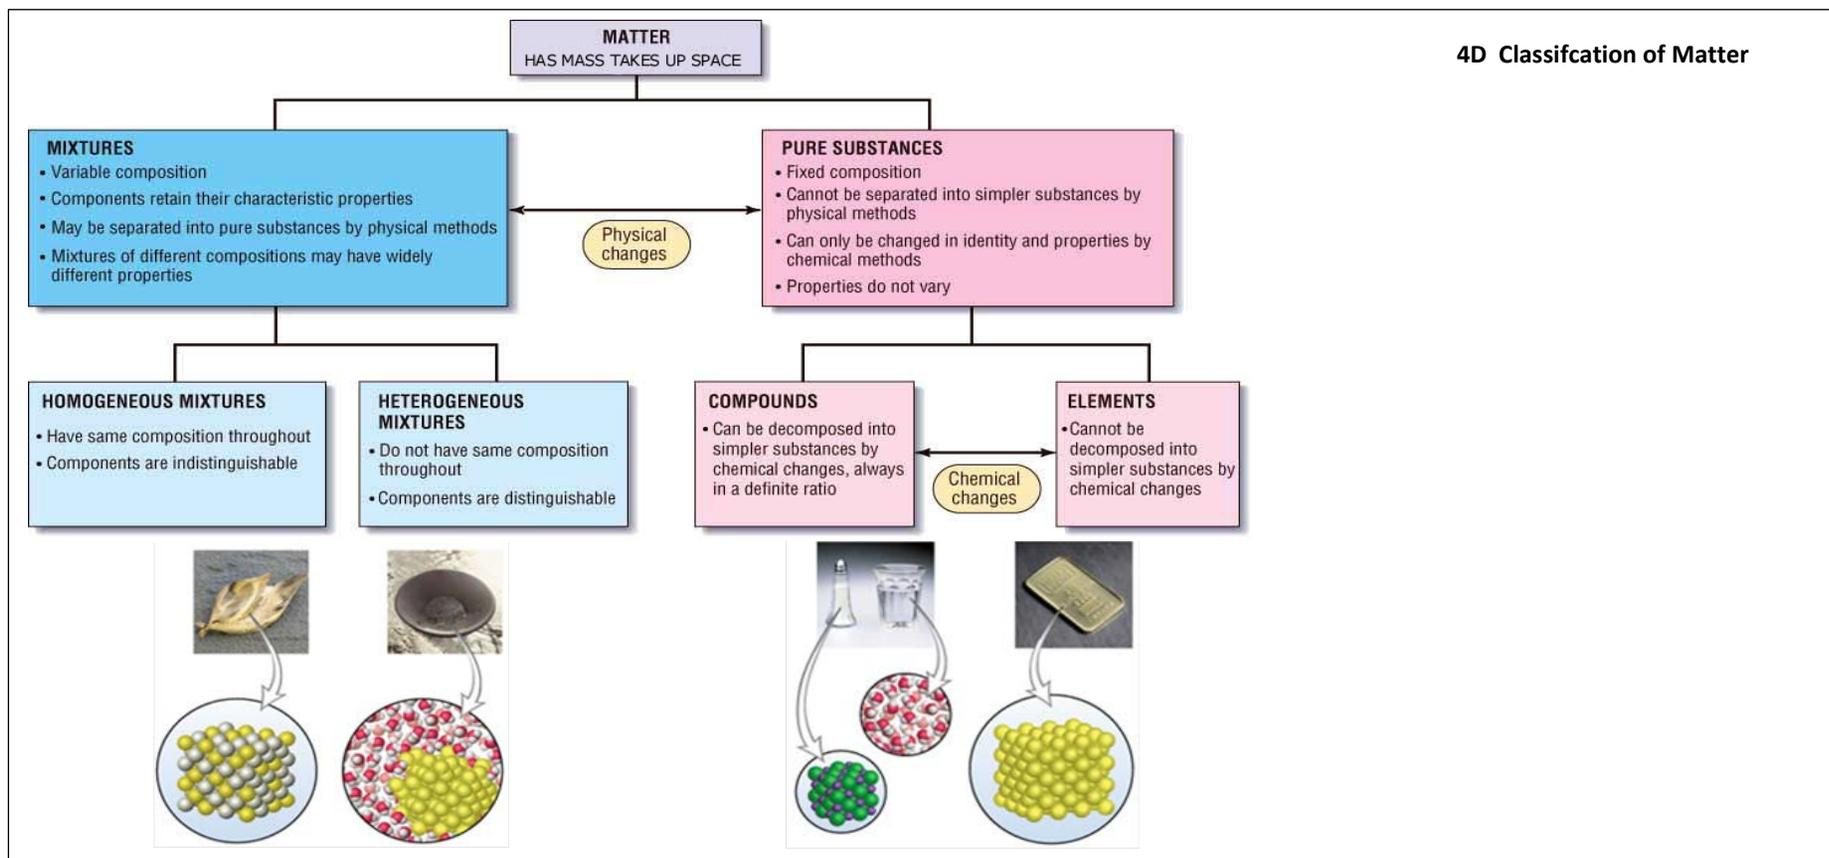 4D  Classifcation of Matter
MATTER
HAS MASS TAKES UP SPACE
MIXTURES
• Variable composition
• Components retain their characteristic properties
• May be separated into pure substances by physical methods
• Mixtures of different compositions may have widely
different properties
Physical
changes
PURE SUBSTANCES
• Fixed composition
• Cannot be separated into simpler substances by
physical methods
• Can only be changed in identity and properties by
chemical methods
• Properties do not vary
HOMOGENEOUS MIXTURES
• Have same composition throughout
• Components are indistinguishable
HETEROGENEOUS
MIXTURES
• Do not have same composition
throughout
• Components are distinguishable
COMPOUNDS
• Can be decomposed into
simpler substances by
chemical changes, always
in a definite ratio
Chemical
changes
ELEMENTS
• Cannot be
decomposed into
simpler substances by
chemical changes